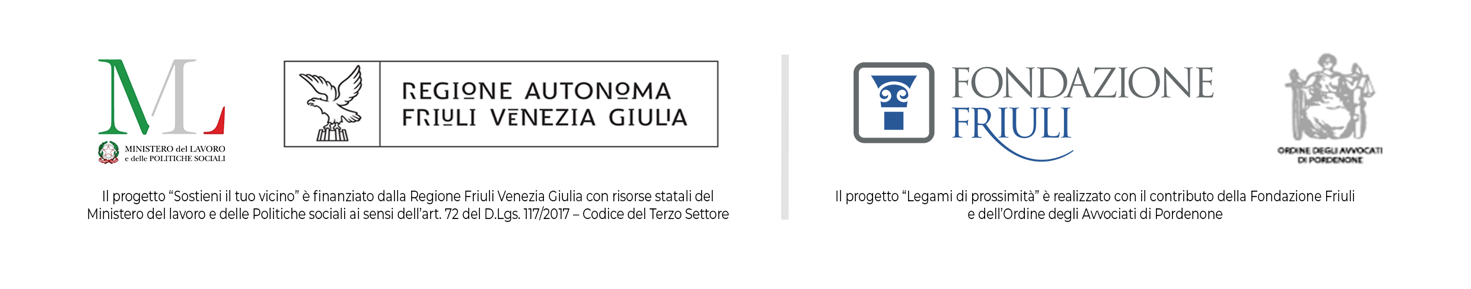 ML
MINISTERO del LAVORO
e delle POLITICHE SOCIALI
REGIONE AUTONOMA
FRIULI VENEZIA GIULIA
Il progetto “Sostieni il tuo vicino” è finanziato dalla Regione Friuli Venezia Giulia con risorse statali del
Ministero del lavoro e delle Politiche sociali ai sensi dell’art. 72 del D.Lgs. 117/2017 – Codice del Terzo Settore
FONDAZIONE
FRIULI
ORDINE DEGLI AVVOCATI
DI PORDENONE
Il progetto “Legami di prossimità” è realizzato con il contributo della Fondazione Friuli
e dell’Ordine degli Avvociati di Pordenone